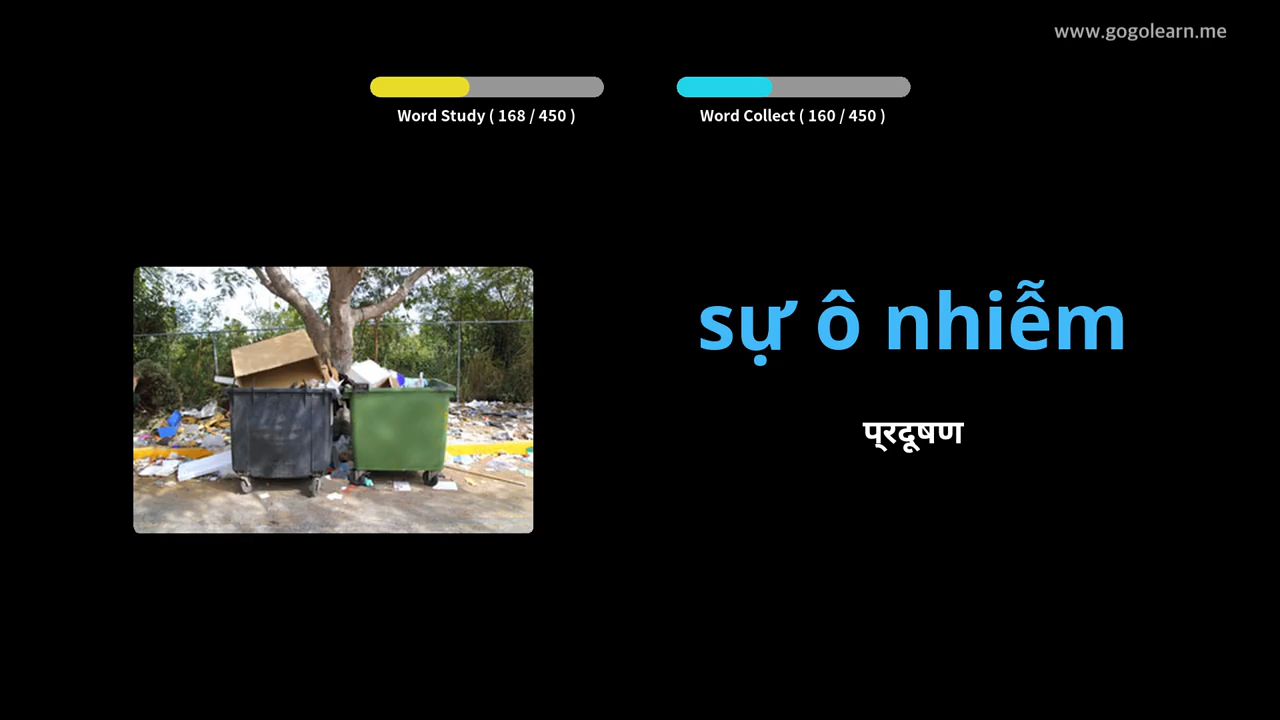 www.gogolearn.me
Word Study ( 168 / 450 )
Word Collect ( 160 / 450 )
sự ô nhiễm
प्रदूषण